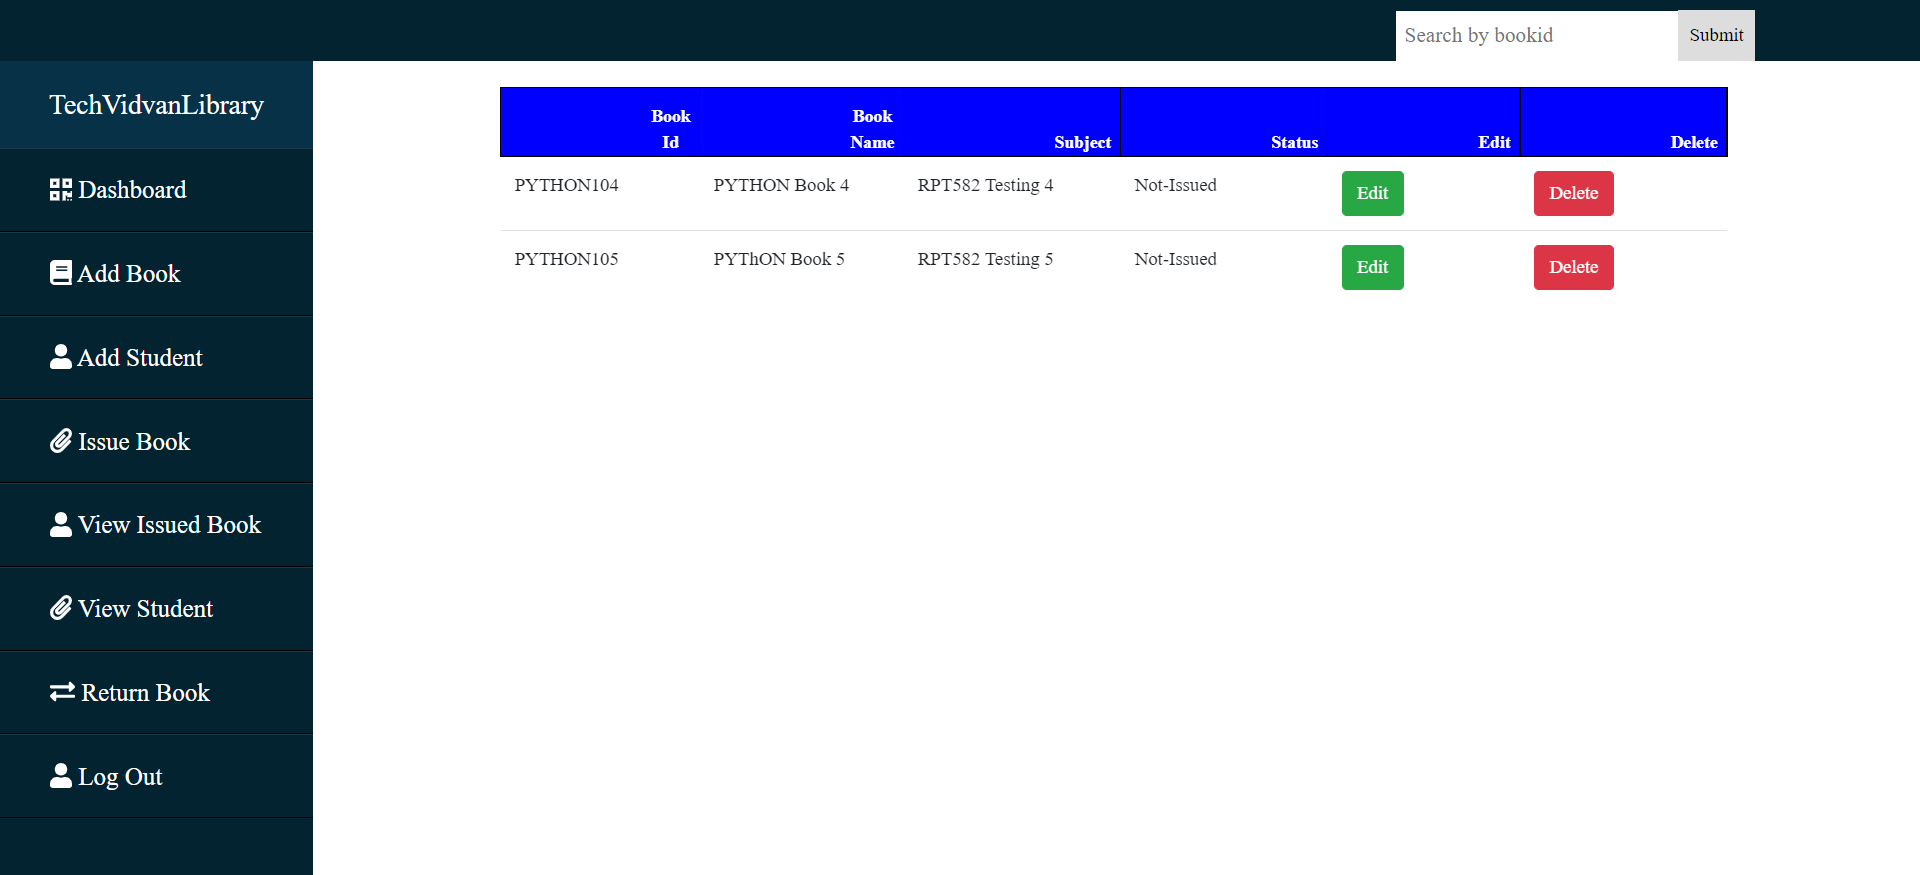 Search by bookid Submit
TechVidvanLibrary
Dashboard
Add Book
Add Student
Issue Book
View Issued Book
View Student
Return Book
Log Out
Book Id Book Name Subject Status Edit Delete
PYTHON104 PYTHON Book 4 RPT582 Testing 4 Not-Issued Edit Delete
PYTHON105 PYThON Book 5 RPT582 Testing 5 Not-Issued Edit Delete